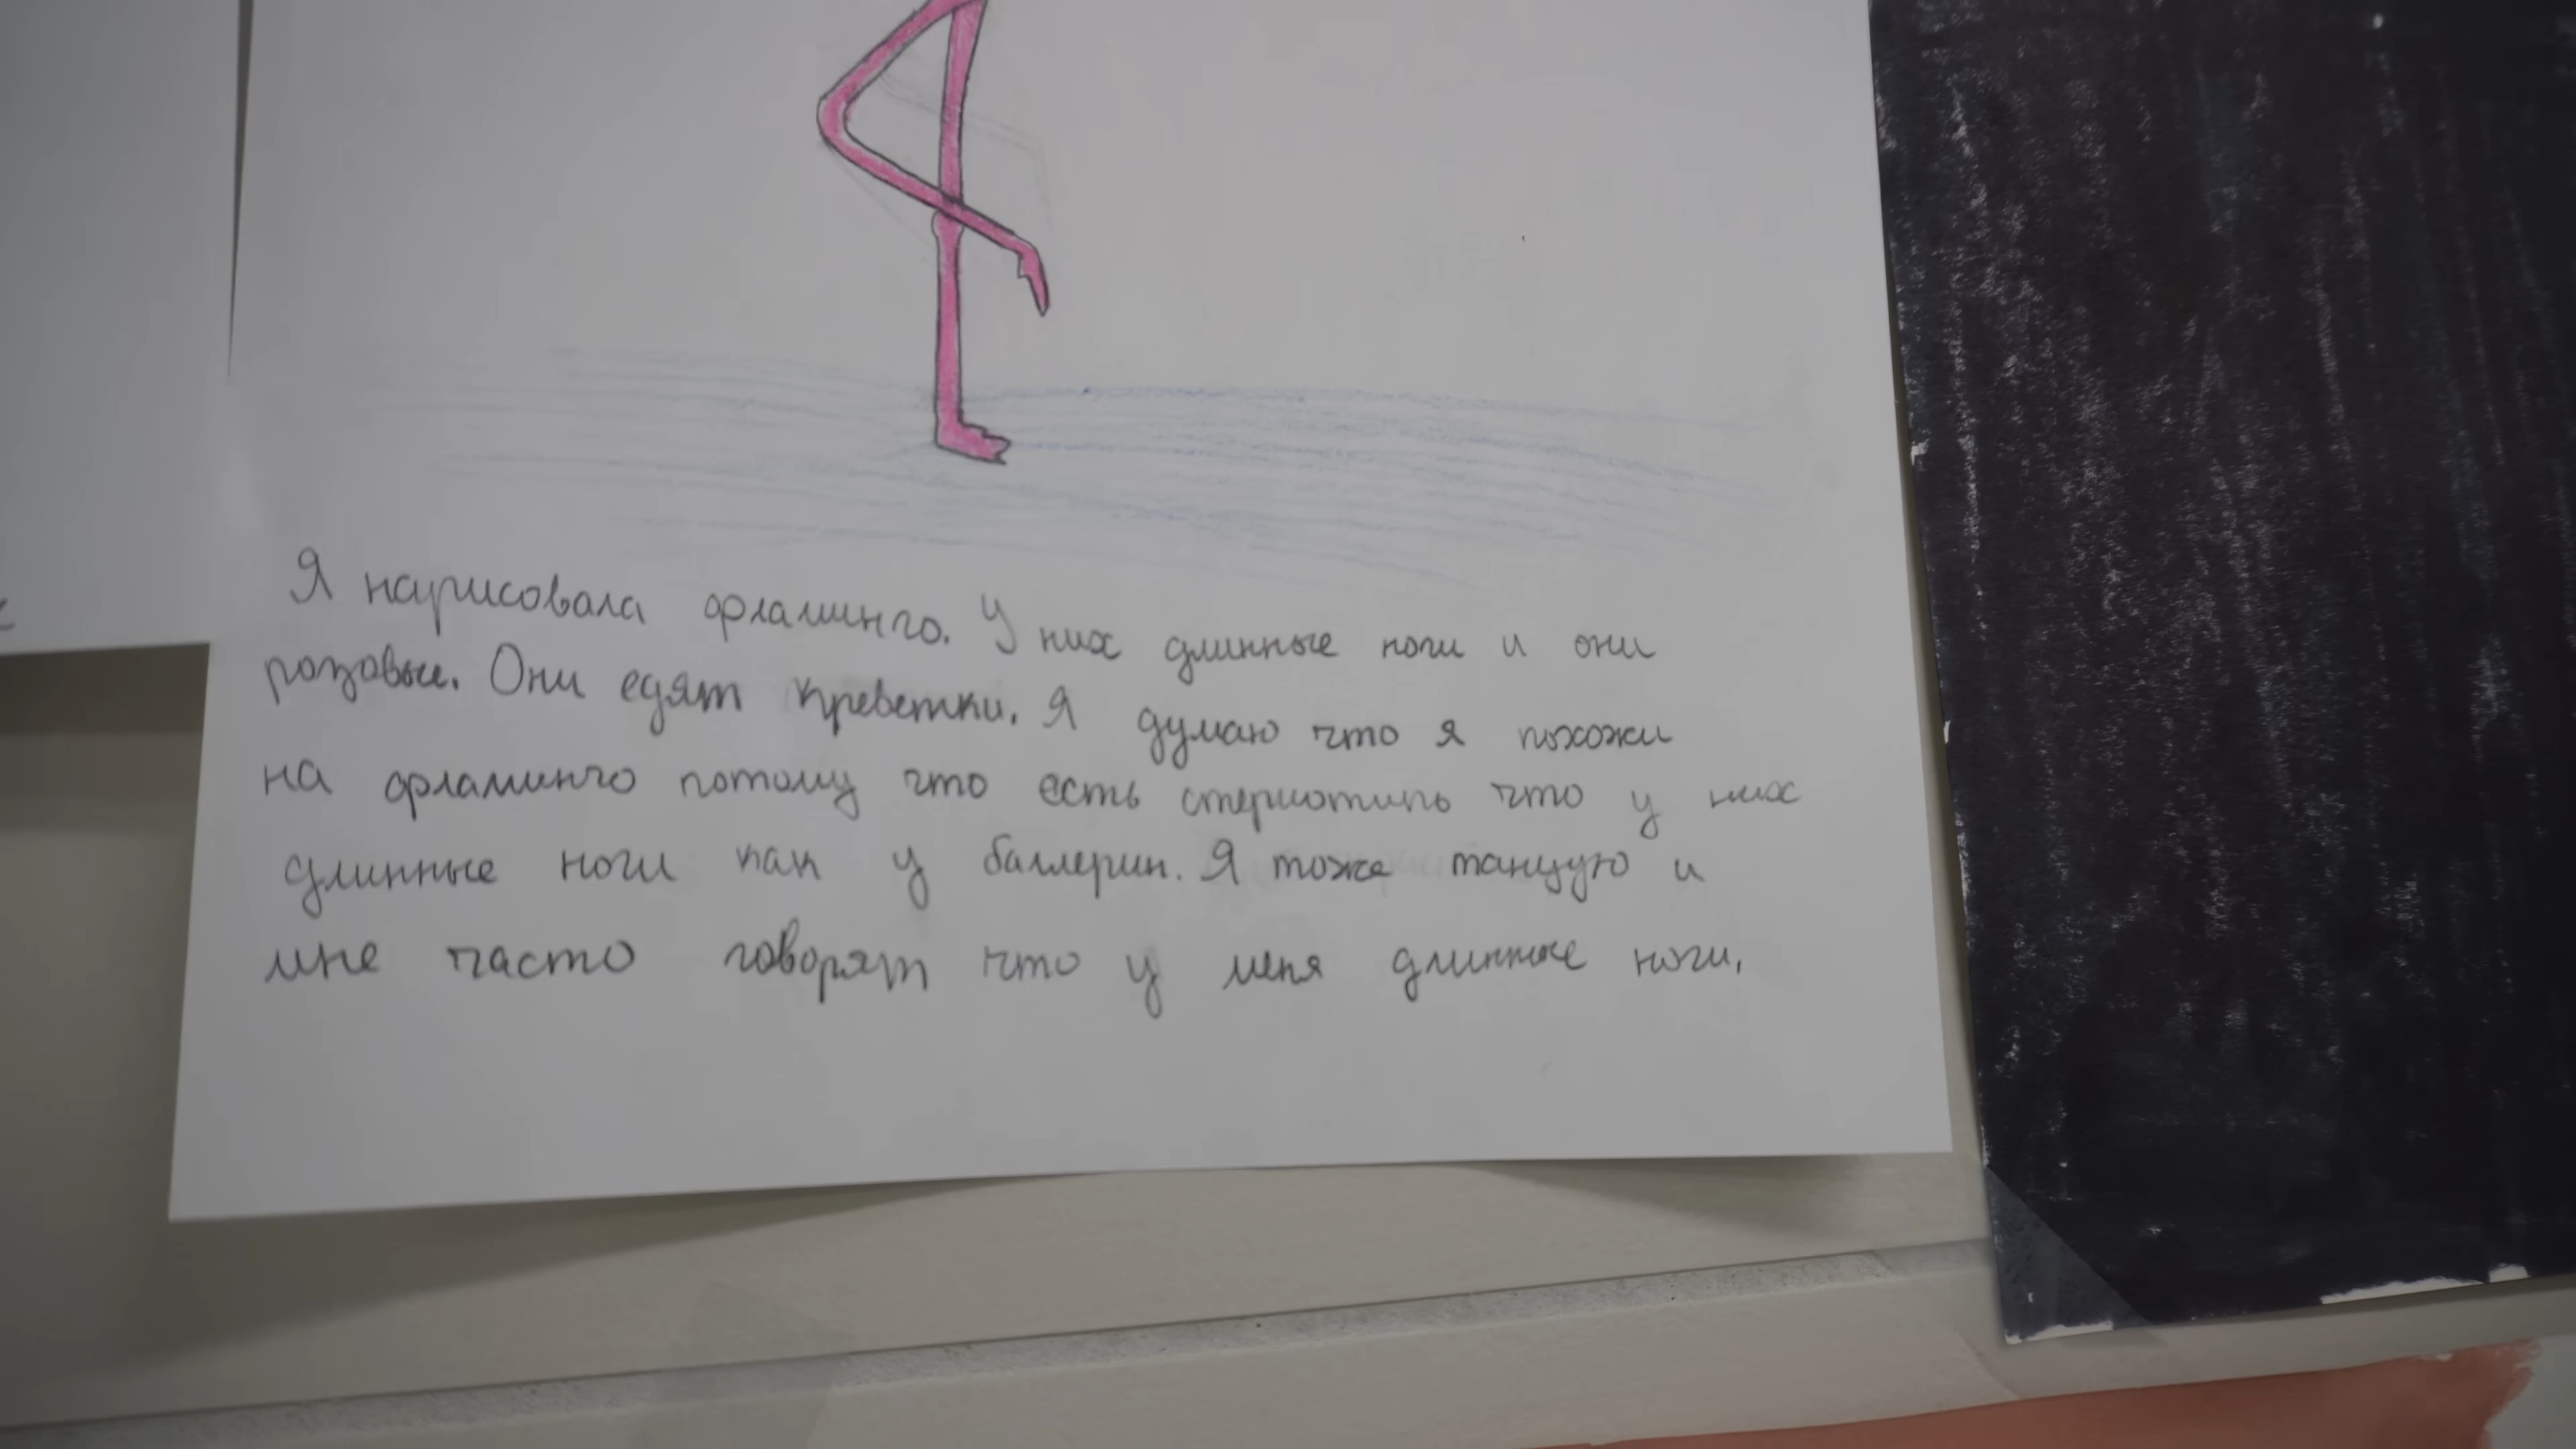 Я нарисовала фламинго. У них длинные ноги и они
розовые. Они едят креветки. Я думаю что я похожи
на фламинго потому что есть стериотипь что у них
длинные ноги как у баллерин. Я тоже танцую и
мне часто говорят что у меня длинные ноги.